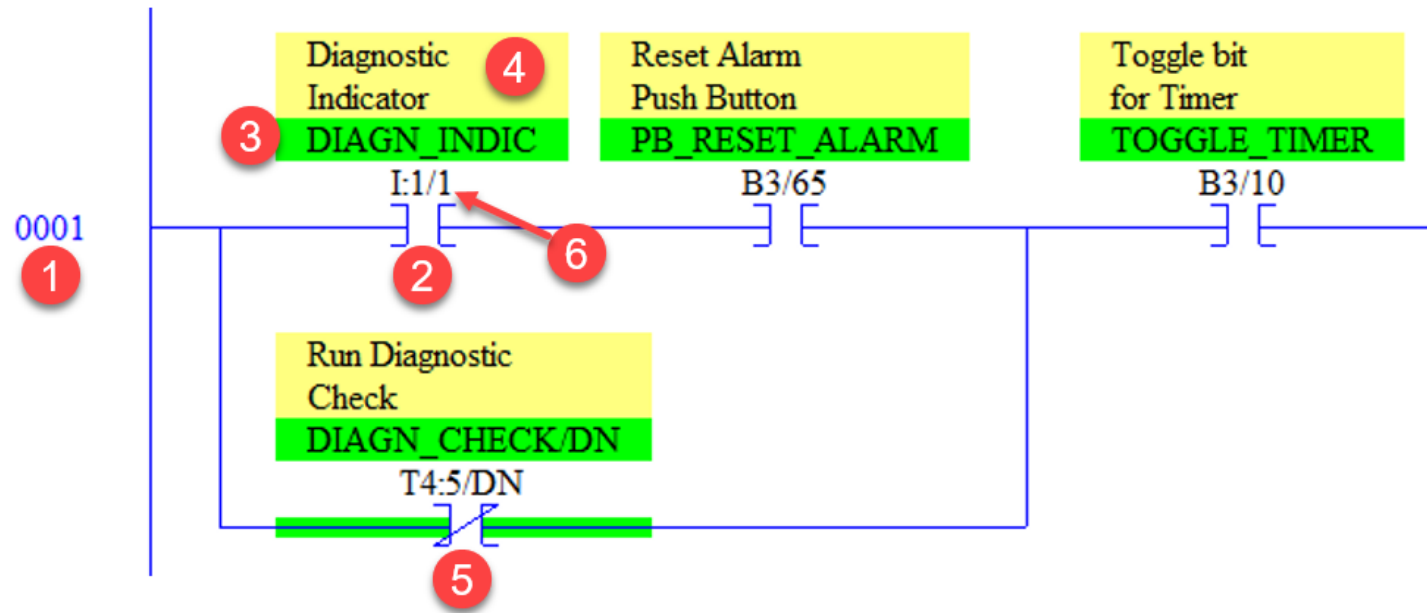 Diagnostic
Indicator
4
3
DIAGN_INDIC
I:1/1
Reset Alarm
Push Button
PB_RESET_ALARM
B3/65
Toggle bit
for Timer
TOGGLE_TIMER
B3/10
0001
1
2
6
Run Diagnostic
Check
DIAGN_CHECK/DN
T4:5/DN
5